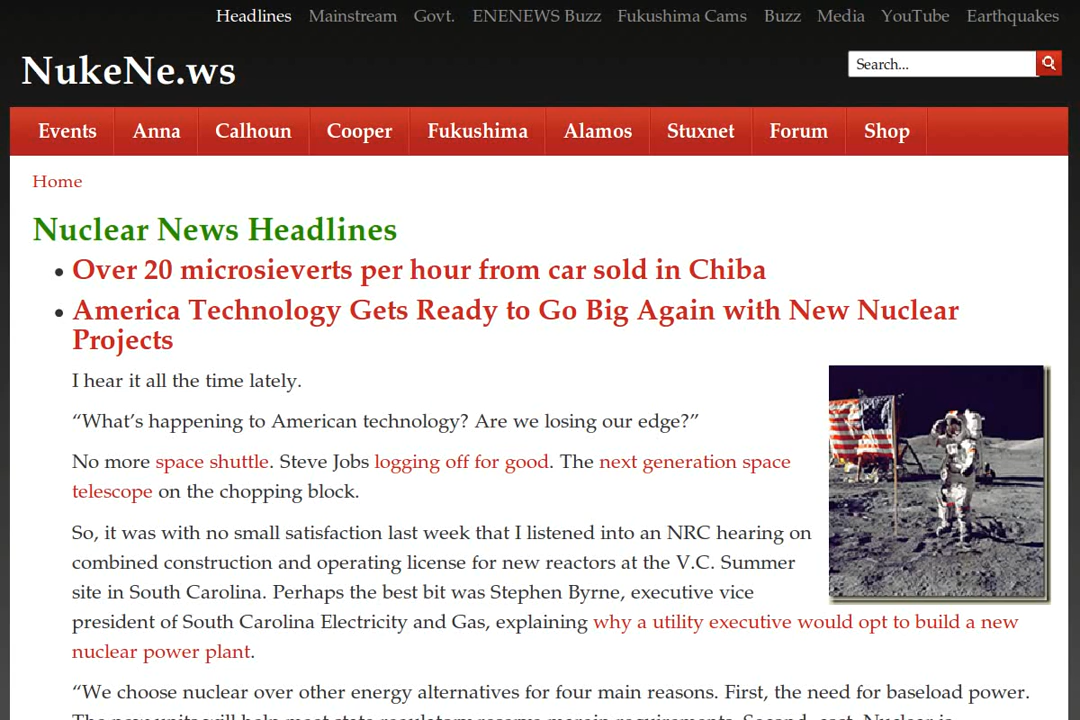 Headlines Mainstream Govt. ENENEWS Buzz Fukushima Cams Buzz Media YouTube Earthquakes
NukeNe.ws
Search...
Events Anna Calhoun Cooper Fukushima Alamos Stuxnet Forum Shop
Home
Nuclear News Headlines
• Over 20 microsieverts per hour from car sold in Chiba
• America Technology Gets Ready to Go Big Again with New Nuclear
Projects
I hear it all the time lately.
“What’s happening to American technology? Are we losing our edge?”
No more space shuttle. Steve Jobs logging off for good. The next generation space
telescope on the chopping block.
So, it was with no small satisfaction last week that I listened into an NRC hearing on
combined construction and operating license for new reactors at the V.C. Summer
site in South Carolina. Perhaps the best bit was Stephen Byrne, executive vice
president of South Carolina Electricity and Gas, explaining why a utility executive would opt to build a new
nuclear power plant.
“We choose nuclear over other energy alternatives for four main reasons. First, the need for baseload power.